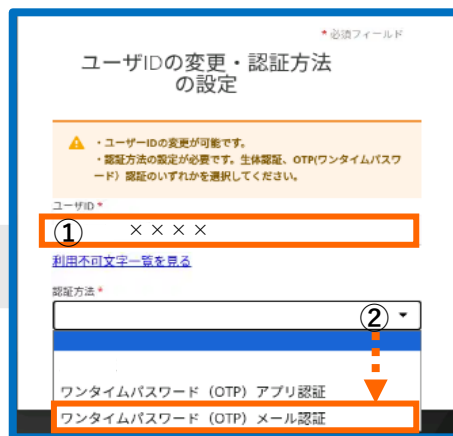 *必須フィールド
ユーザIDの変更・認証方法
の設定
・ユーザーIDの変更が可能です。
・認証方法の設定が必要です。生体認証、OTP(ワンタイムパスワ
ード）認証のいずれかを選択してください。
ユーザID *
① ××××
利用不可文字一覧を見る
認証方法 *
②
ワンタイムパスワード（OTP）アプリ認証
ワンタイムパスワード（OTP）メール認証